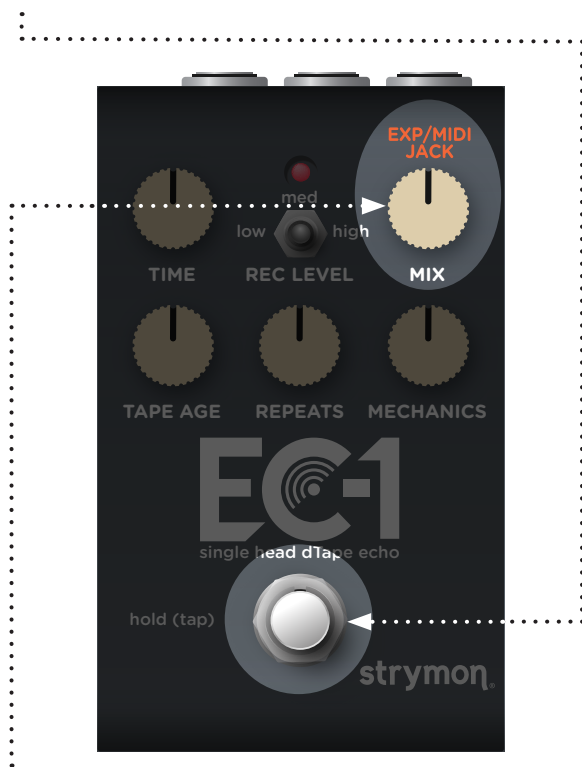 EXP/MIDI
JACK
med
low high
TIME REC LEVEL MIX
TAPE AGE REPEATS MECHANICS
EC-1
single head dTape echo
hold (tap)
strymon®